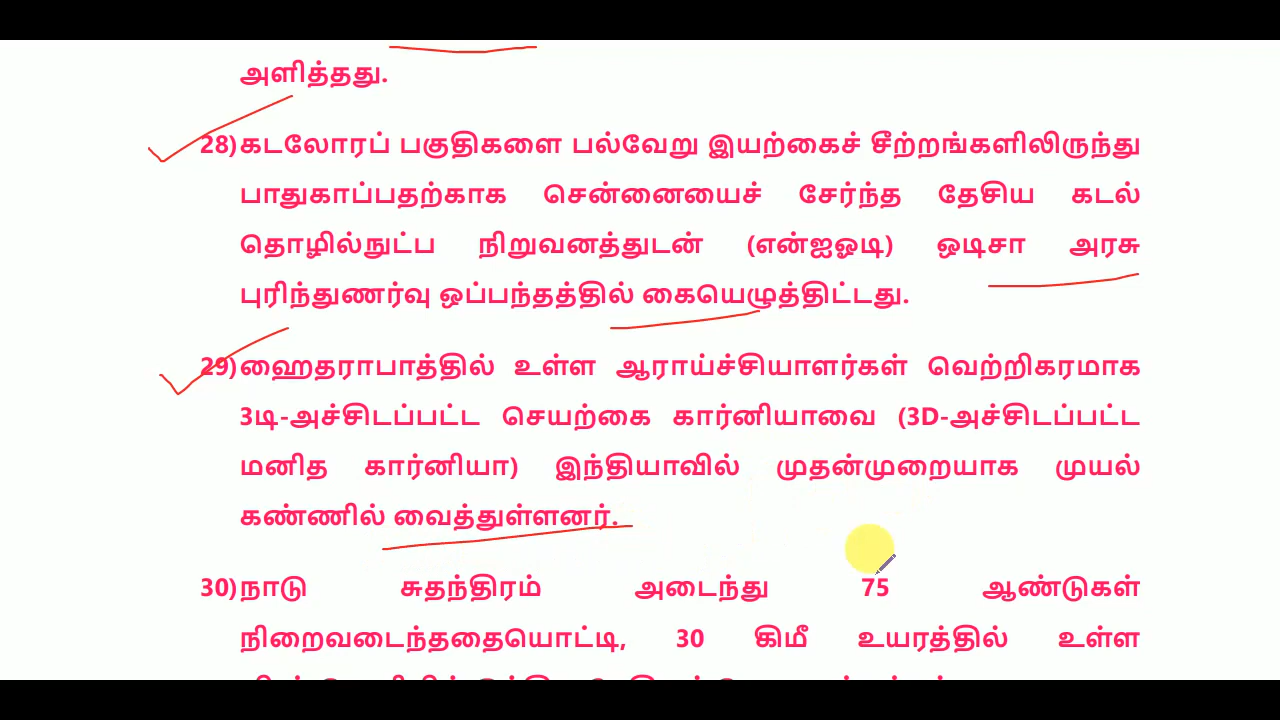 அளித்தது.
28)கடலோரப் பகுதிகளை பல்வேறு இயற்கைச் சீற்றங்களிலிருந்து
பாதுகாப்பதற்காக சென்னையைச் சேர்ந்த தேசிய கடல்
தொழில்நுட்ப நிறுவனத்துடன் (என்ஐஓடி) ஒடிசா அரசு
புரிந்துணர்வு ஒப்பந்தத்தில் கையெழுத்திட்டது.
29)ஹைதராபாத்தில் உள்ள ஆராய்ச்சியாளர்கள் வெற்றிகரமாக
3டி-அச்சிடப்பட்ட செயற்கை கார்னியாவை (3D-அச்சிடப்பட்ட
மனித கார்னியா) இந்தியாவில் முதன்முறையாக முயல்
கண்ணில் வைத்துள்ளனர்.
30)நாடு சுதந்திரம் அடைந்து 75 ஆண்டுகள்
நிறைவடைந்ததையொட்டி, 30 கிமீ உயரத்தில் உள்ள